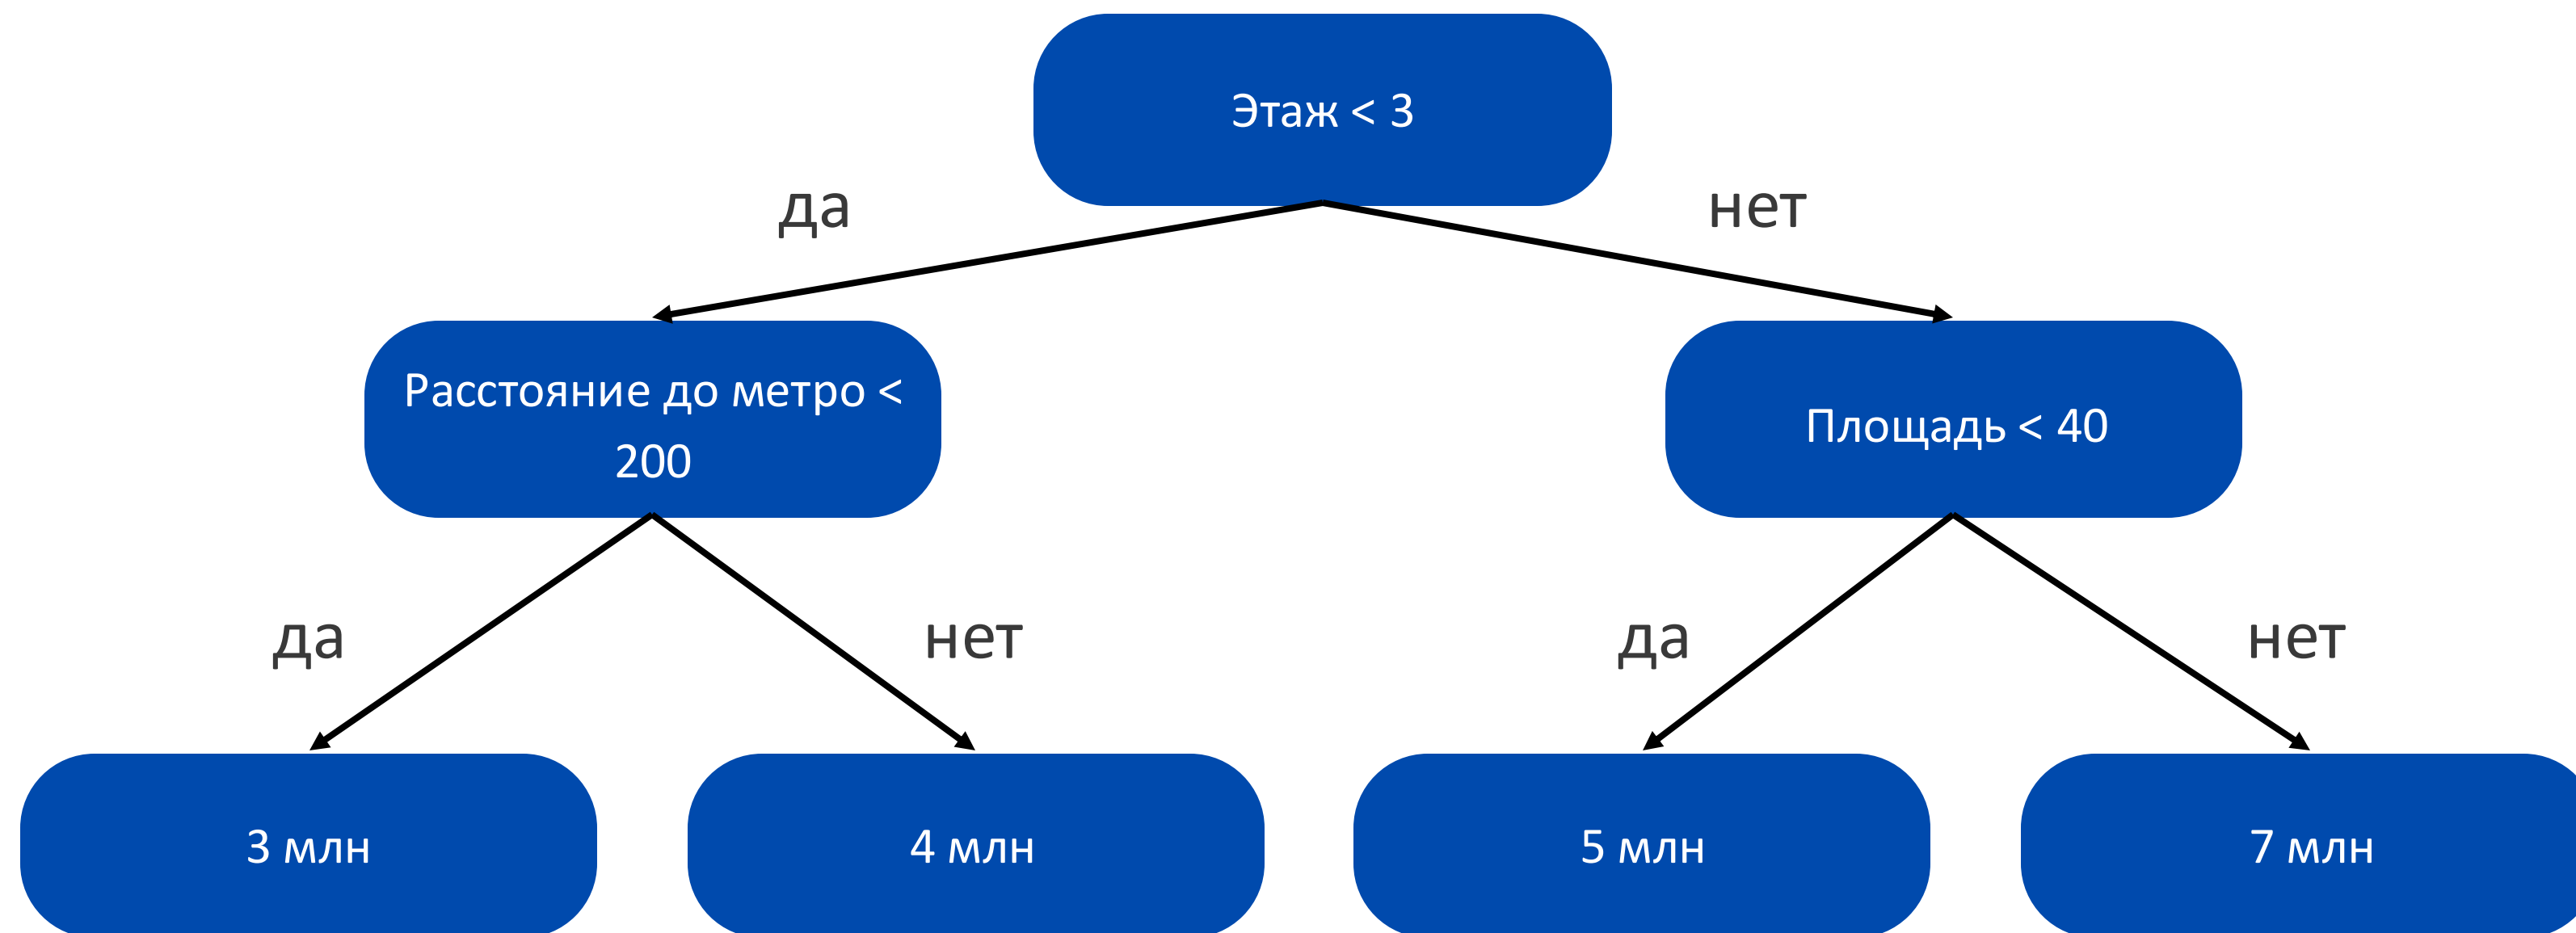 Этаж < 3
да
нет
Расстояние до метро <
200
Площадь < 40
да
нет
да
нет
3 млн
4 млн
5 млн
7 млн